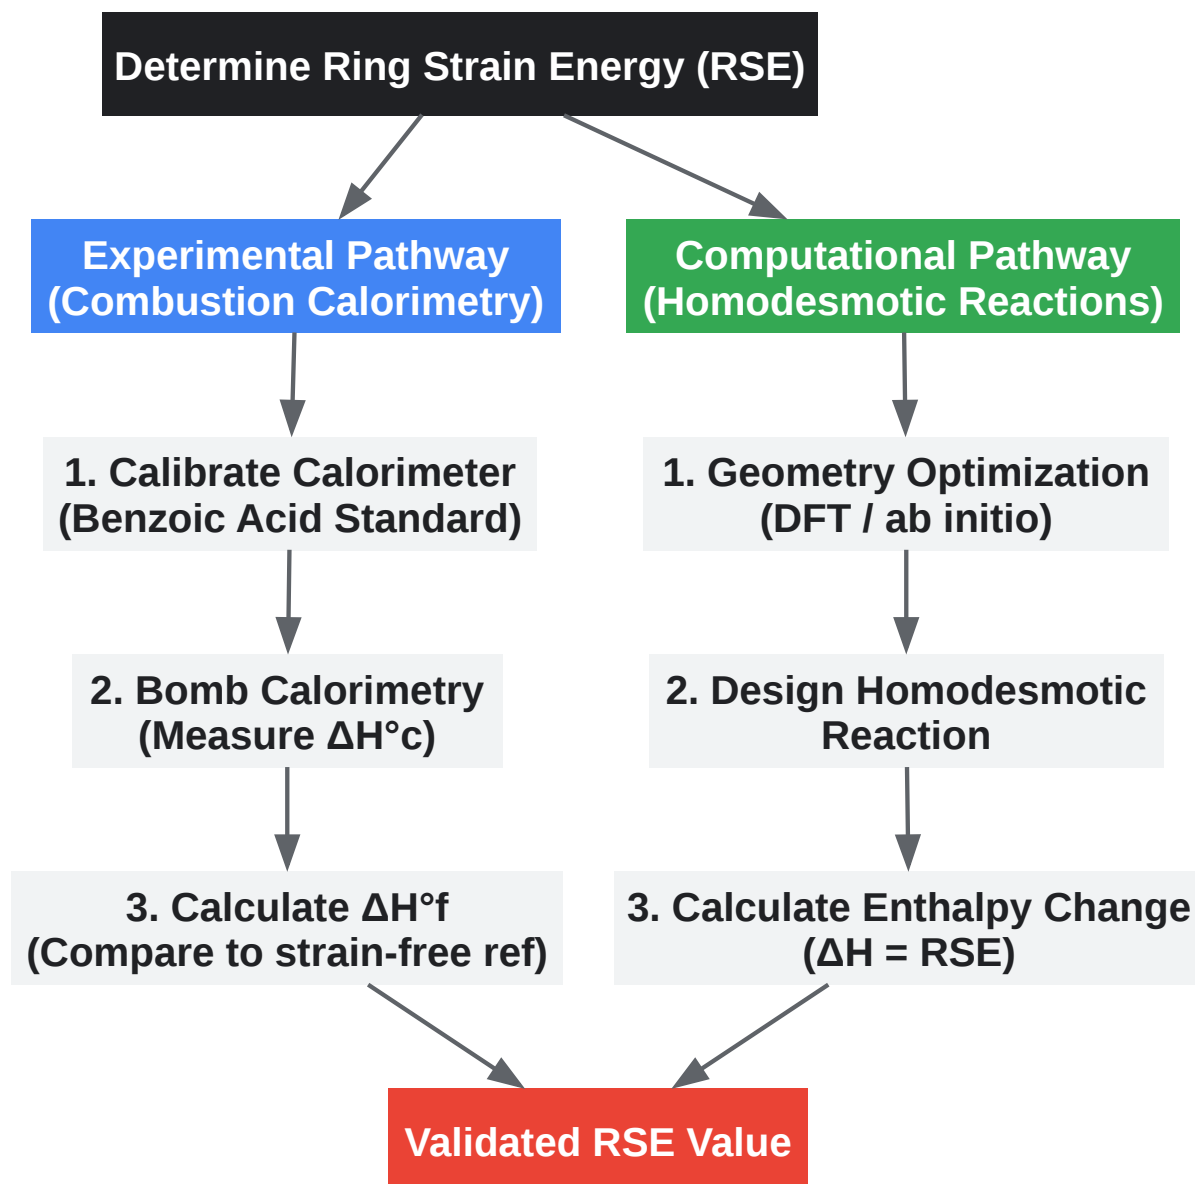 Determine Ring Strain Energy (RSE)
Experimental Pathway
(Combustion Calorimetry)
Computational Pathway
(Homodesmotic Reactions)
1. Calibrate Calorimeter
(Benzoic Acid Standard)
1. Geometry Optimization
(DFT / ab initio)
2. Bomb Calorimetry
(Measure ΔH°c)
2. Design Homodesmotic
Reaction
3. Calculate ΔH°f
(Compare to strain-free ref)
3. Calculate Enthalpy Change
(ΔH = RSE)
Validated RSE Value